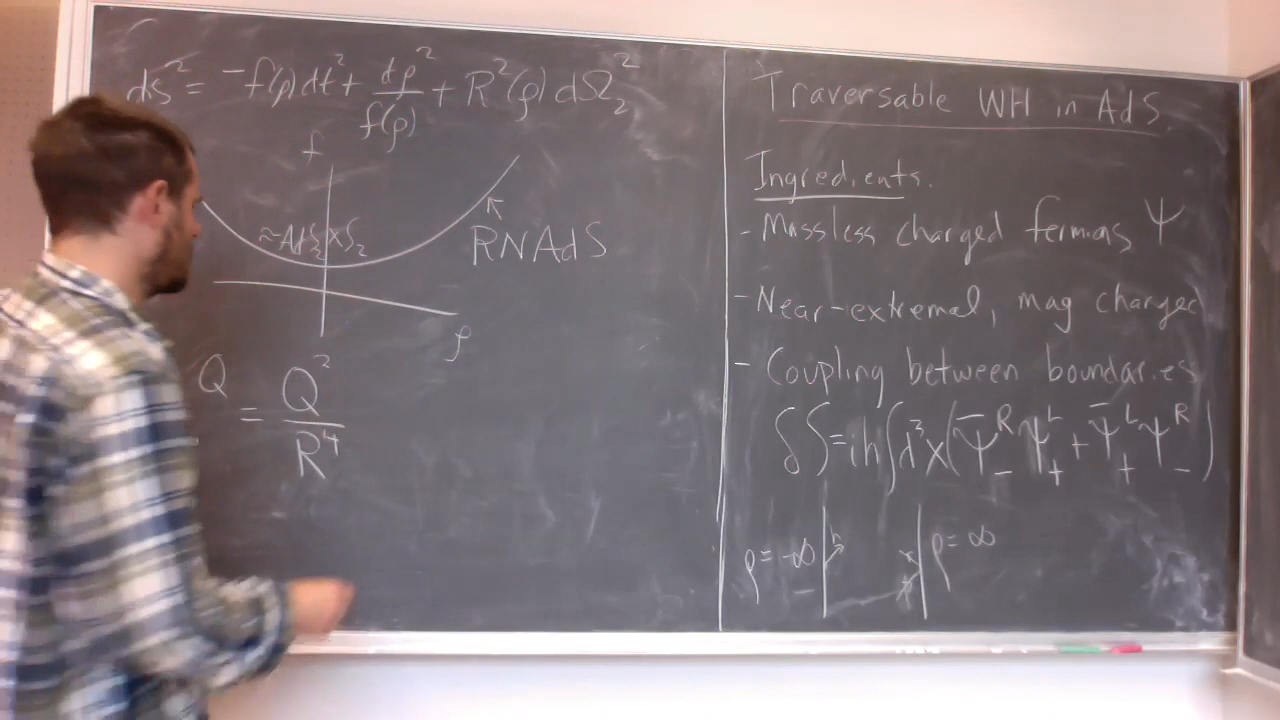 ds² = -f(ρ)dt² + dρ²/f(ρ) + R²(ρ) dΩ₂²
f
≈AdS₂×S₂
RNAdS
ρ
Q = Q²/R⁴
Traversable WH in AdS.
Ingredients.
- Massless charged fermions Ψ
- Near-extremal, mag charged
- Coupling between boundaries
δS = ih∫d³x(Ψ̄₋ᴿ Ψ₊ᴸ + Ψ̄₊ᴸ Ψ₋ᴿ)
ρ = -∞
h
ρ = ∞